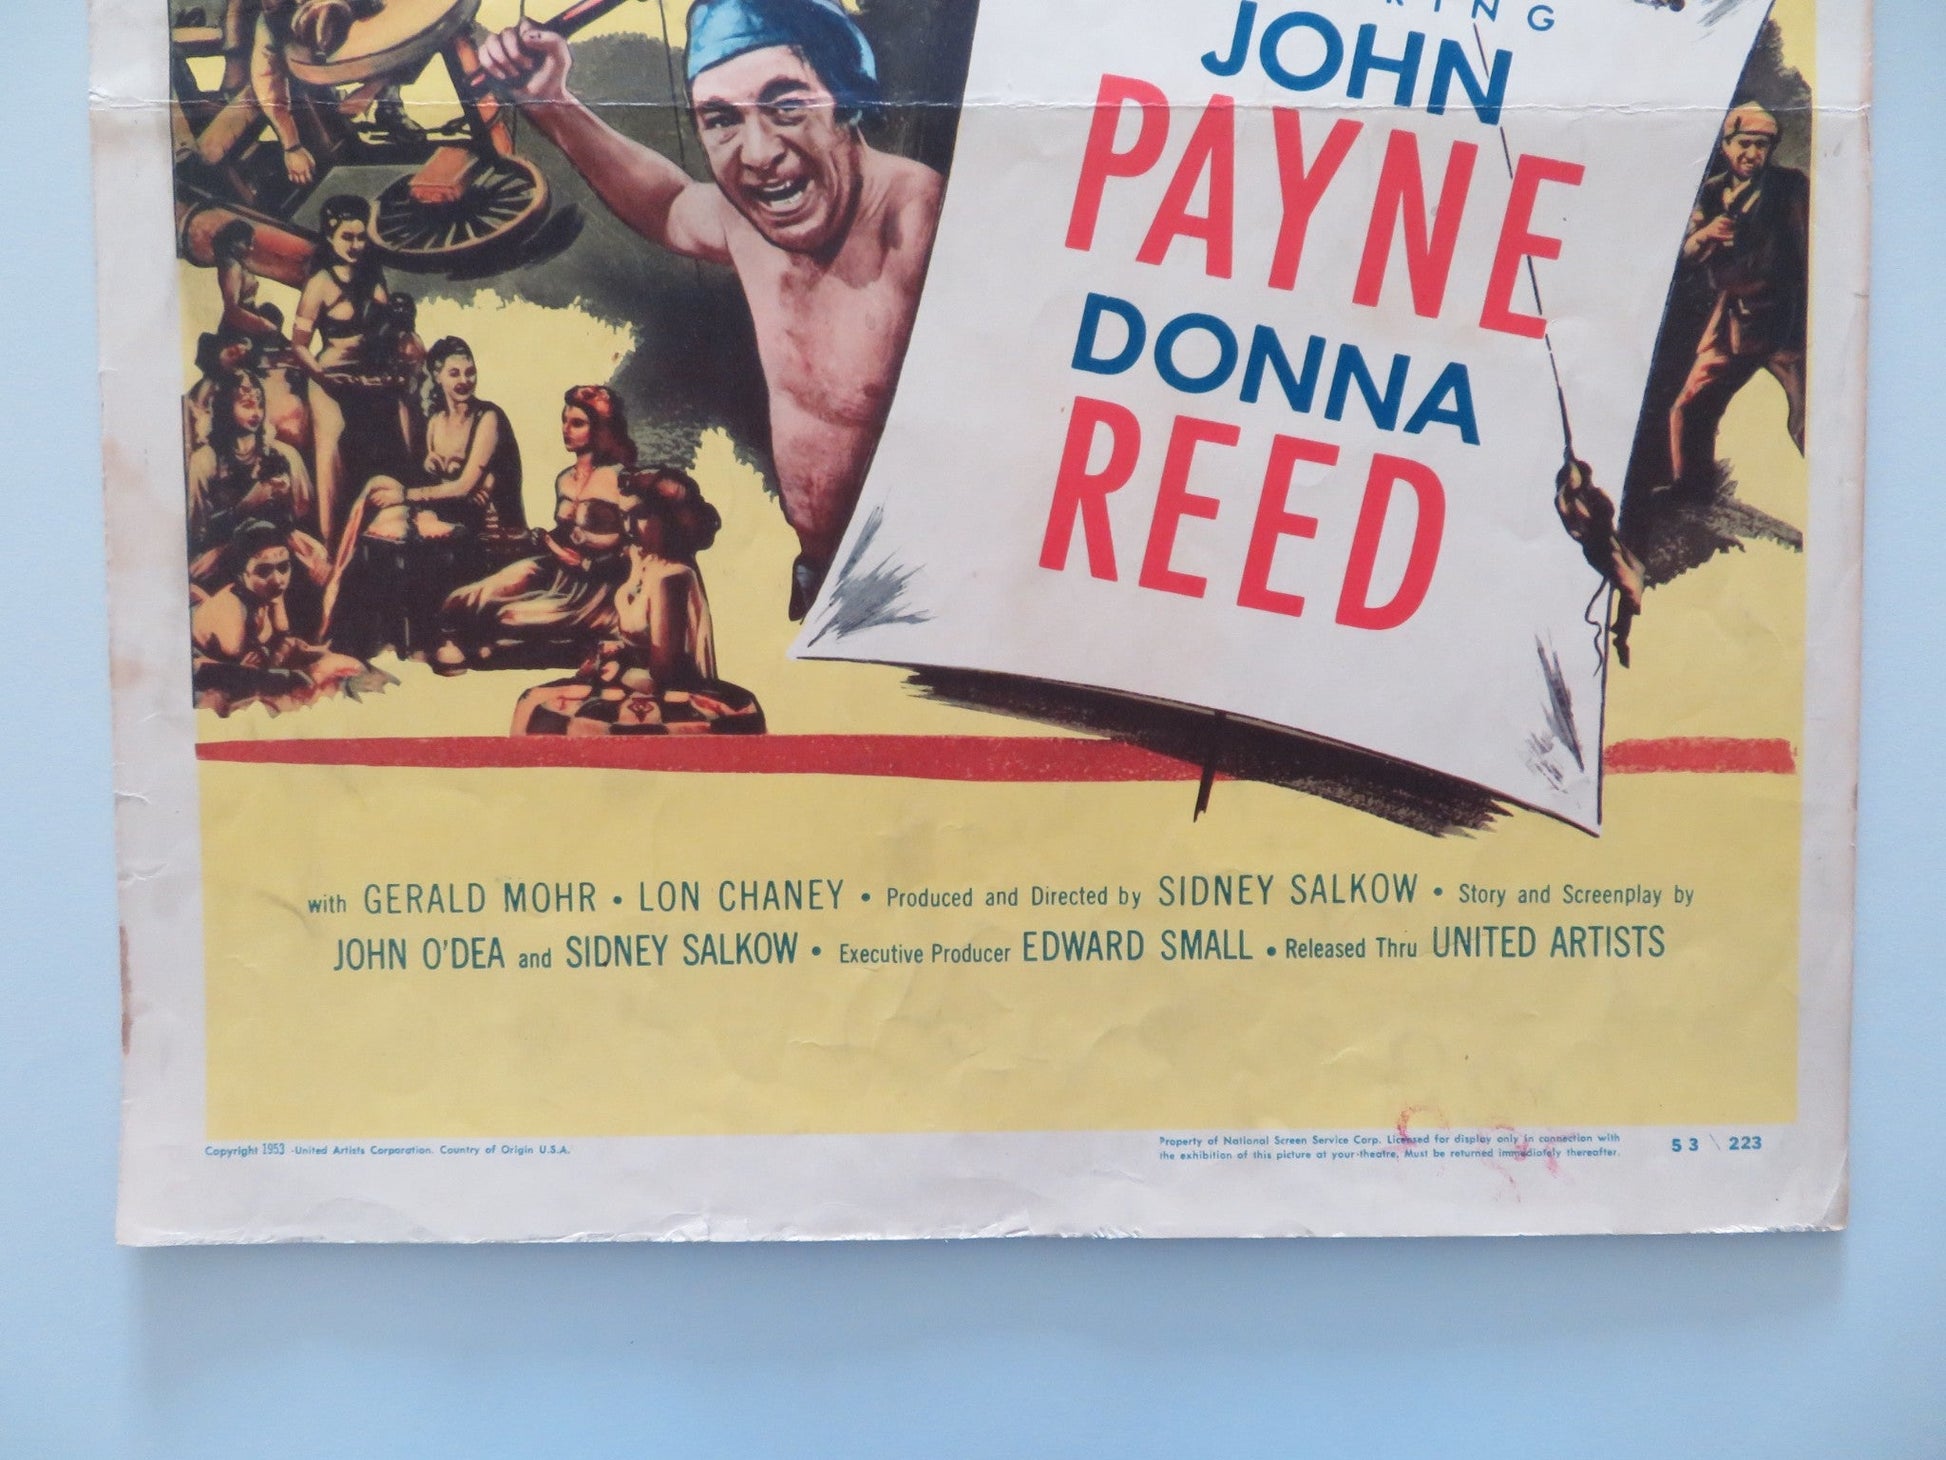 JOHN
PAYNE
DONNA
REED
with GERALD MOHR • LON CHANEY • Produced and Directed by SIDNEY SALKOW • Story and Screenplay by
JOHN O'DEA and SIDNEY SALKOW • Executive Producer EDWARD SMALL • Released Thru UNITED ARTISTS
Copyright 1953 -United Artists Corporation. Country of Origin U.S.A.
Property of National Screen Service Corp. Licensed for display only in connection with
the exhibition of this picture at your theatre. Must be returned immediately thereafter.
53 \ 223